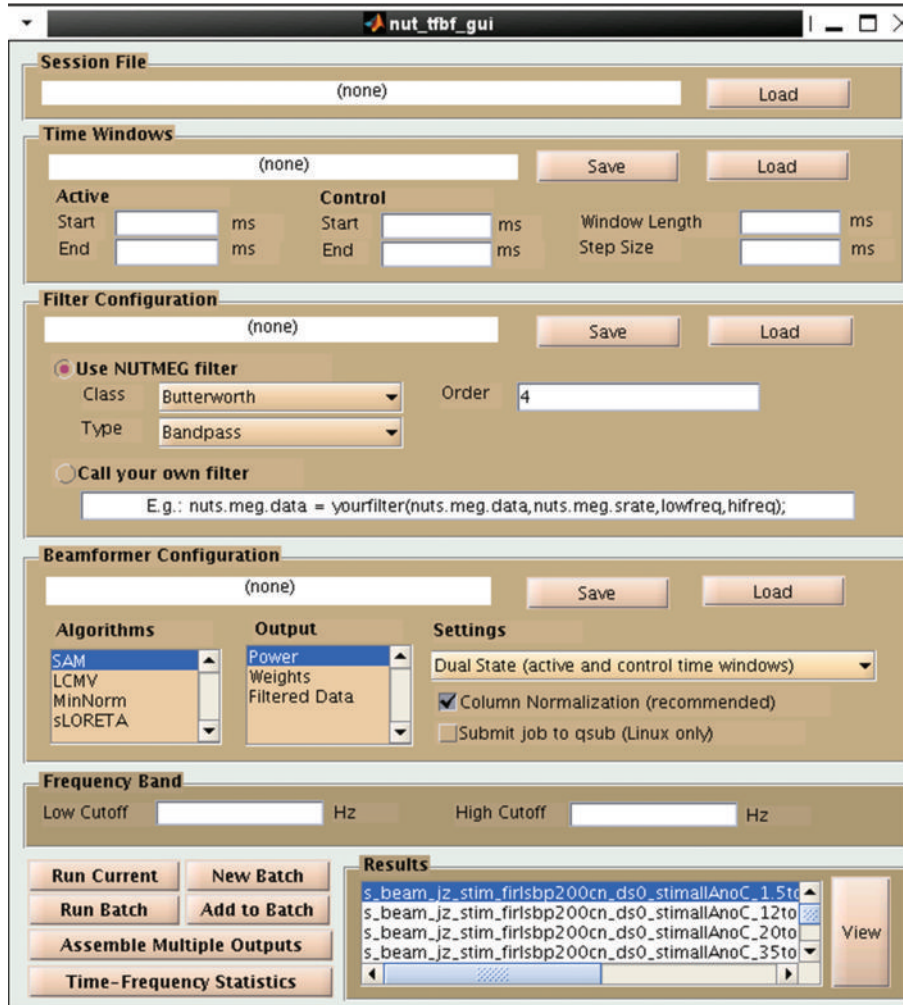 nut_tfbf_gui
Session File
(none) Load
Time Windows
(none) Save Load
Active Control
Start ms Start ms Window Length ms
End ms End ms Step Size ms
Filter Configuration
(none) Save Load
Use NUTMEG filter
Class Butterworth Order 4
Type Bandpass
Call your own filter
E.g.: nuts.meg.data = yourfilter(nuts.meg.data,nuts.meg.srate,lowfreq,hifreq);
Beamformer Configuration
(none) Save Load
Algorithms Output Settings
SAM Power Dual State (active and control time windows)
LCMV Weights
MinNorm Filtered Data Column Normalization (recommended)
sLORETA Submit job to qsub (Linux only)
Frequency Band
Low Cutoff Hz High Cutoff Hz
Results
Run Current New Batch s_beam_jz_stim_firlsbp200cn_ds0_stimallAnoC_1.5to
Run Batch Add to Batch s_beam_jz_stim_firlsbp200cn_ds0_stimallAnoC_12to
Assemble Multiple Outputs s_beam_jz_stim_firlsbp200cn_ds0_stimallAnoC_20to View
Time-Frequency Statistics s_beam_jz_stim_firlsbp200cn_ds0_stimallAnoC_35to